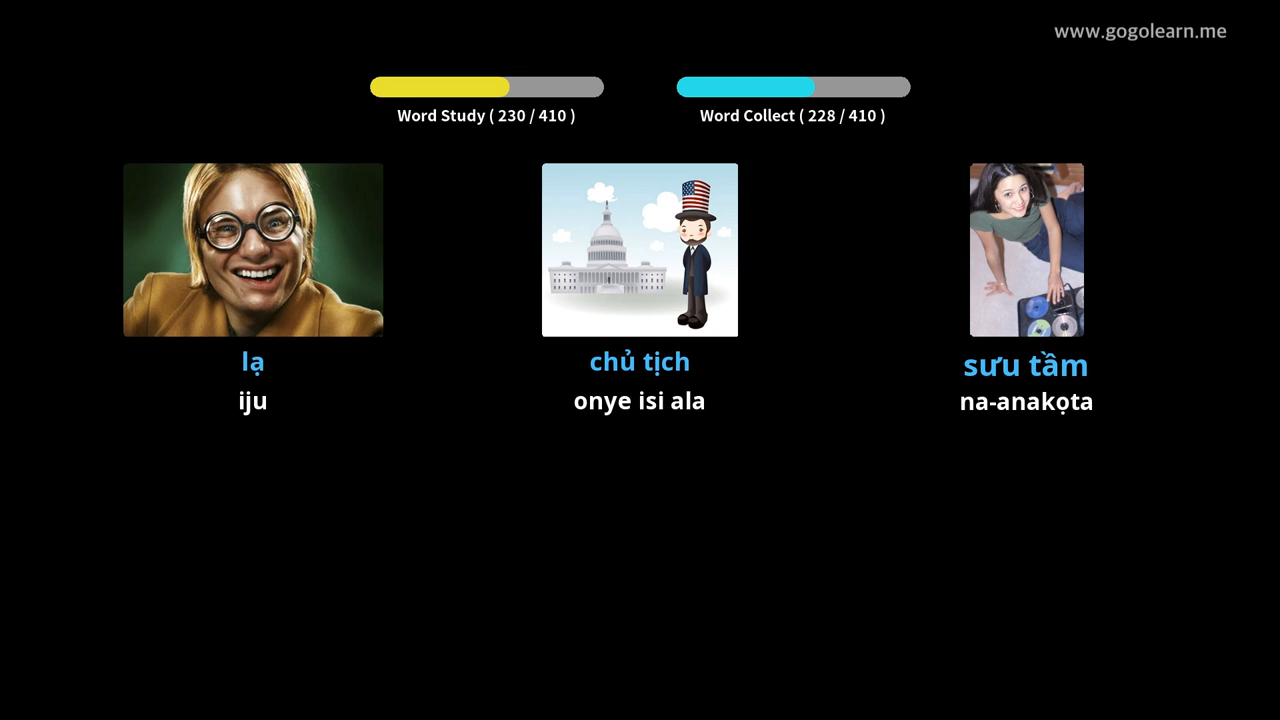 www.gogolearn.me
Word Study ( 230 / 410 )
Word Collect ( 228 / 410 )
lạ
chủ tịch
sưu tầm
iju
onye isi ala
na-anakọta